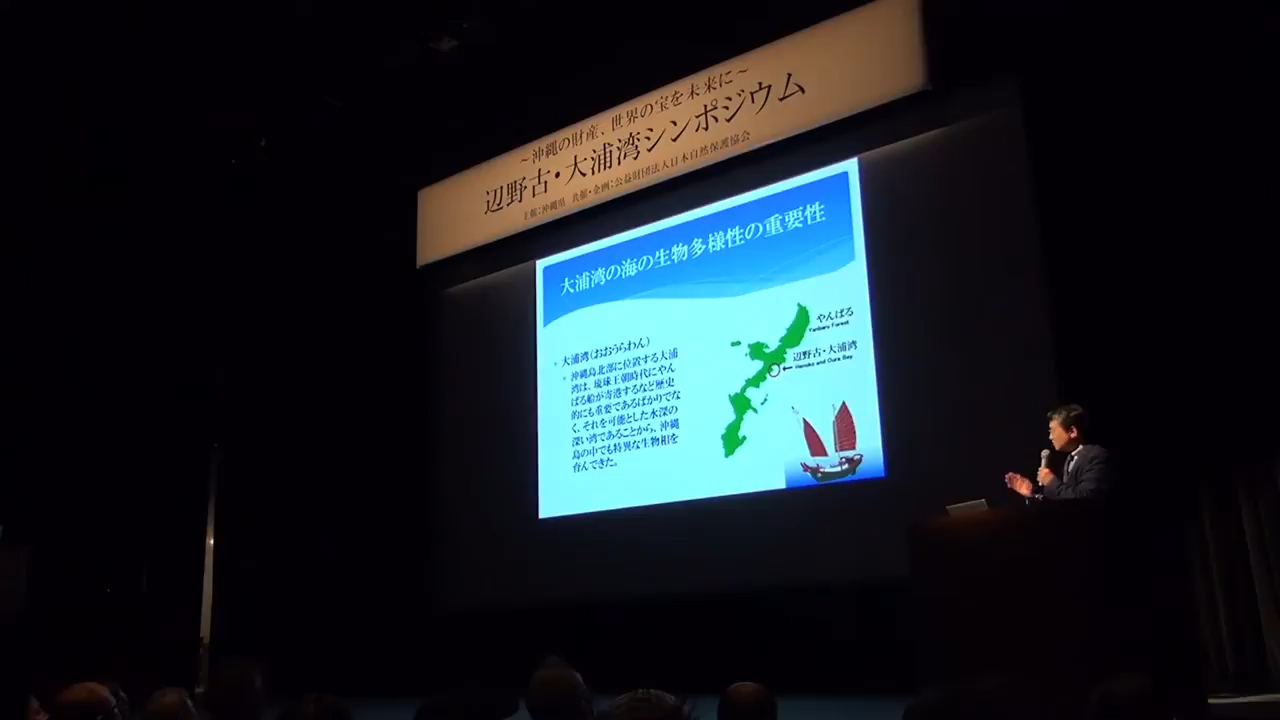 ～沖縄の財産、世界の宝を未来に～
辺野古・大浦湾シンポジウム
主催：沖縄県 共催・企画：公益財団法人日本自然保護協会
大浦湾の海の生物多様性の重要性
・大浦湾（おおうらわん）
・沖縄島北部に位置する大浦
湾は、琉球王朝時代にやん
ばる船が寄港するなど歴史
的にも重要であるばかりでな
く、それを可能とした水深の
深い湾であることから、沖縄
島の中でも特異な生物相を
育んできた。
やんばる
Yanbaru Forest
辺野古・大浦湾
Henoko and Oura Bay